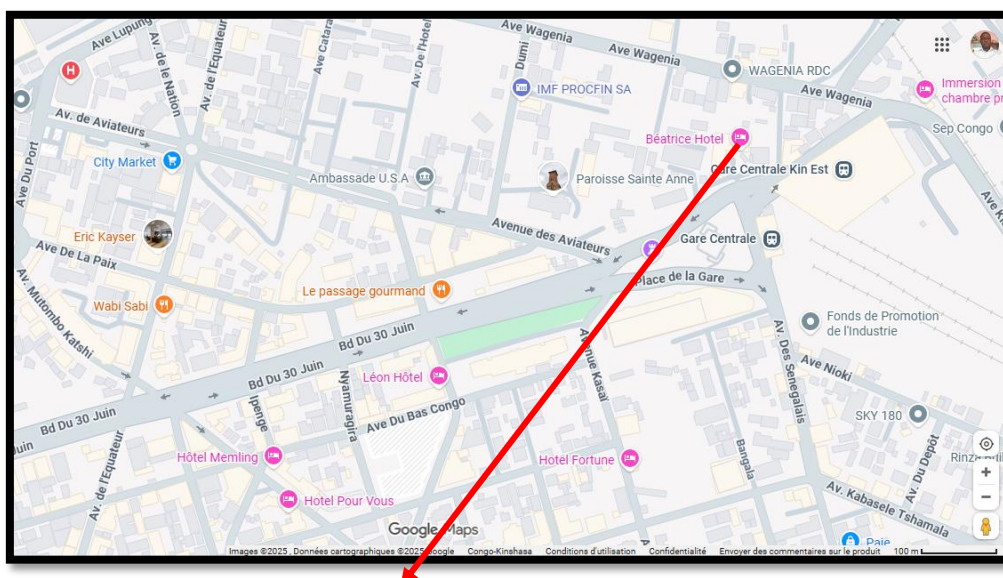 Ave Lupung
Av. de le Nation
Av. de l'Equateur
Ave Catara
Av. De l'Hotel
Dumi
Ave Wagenia
Ave Wagenia
WAGENIA RDC
Ave Wagenia
Immersion
chambre pr
H
IMF PROCFIN SA
Av. de Aviateurs
City Market
Béatrice Hotel
Sep Congo
Ave Du Port
Ambassade U.S.A
Paroisse Sainte Anne
Gare Centrale Kin Est
Eric Kayser
Avenue des Aviateurs
Gare Centrale
Ave De La Paix
Place de la Gare
Av. Mutombo Katshi
Wabi Sabi
Le passage gourmand
Fonds de Promotion
de l'Industrie
Bd Du 30 Juin
Avenue Kasaï
Av. Des Senegalais
Ave Nioki
Bd Du 30 Juin
Léon Hôtel
Nyamuragira
Ipenge
Ave Du Bas Congo
Bd Du 30 Juin
SKY 180
Juin
Hôtel Memling
Hotel Fortune
Bangala
Av. Du Depôt
Av. de l'Equateur
Hotel Pour Vous
Av. Kabasele Tshamala
Google Maps
Paie
Images ©2025 , Données cartographiques ©2025 Google Congo-Kinshasa Conditions d'utilisation Confidentialité Envoyer des commentaires sur le produit 100 m